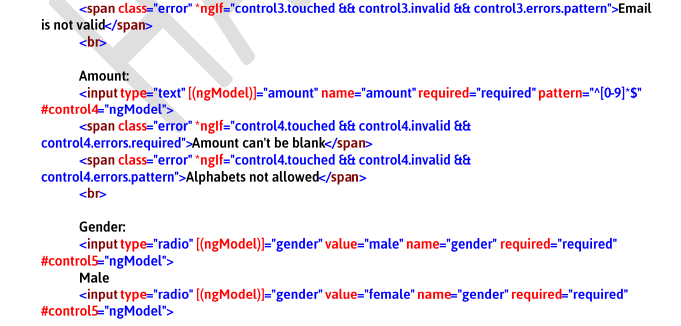 <span class="error" *ngIf="control3.touched && control3.invalid && control3.errors.pattern">Email
is not valid</span>
<br>
Amount:
<input type="text" [(ngModel)]="amount" name="amount" required="required" pattern="^[0-9]*$"
#control4="ngModel">
<span class="error" *ngIf="control4.touched && control4.invalid &&
control4.errors.required">Amount can't be blank</span>
<span class="error" *ngIf="control4.touched && control4.invalid &&
control4.errors.pattern">Alphabets not allowed</span>
<br>
Gender:
<input type="radio" [(ngModel)]="gender" value="male" name="gender" required="required"
#control5="ngModel">
Male
<input type="radio" [(ngModel)]="gender" value="female" name="gender" required="required"
#control5="ngModel">